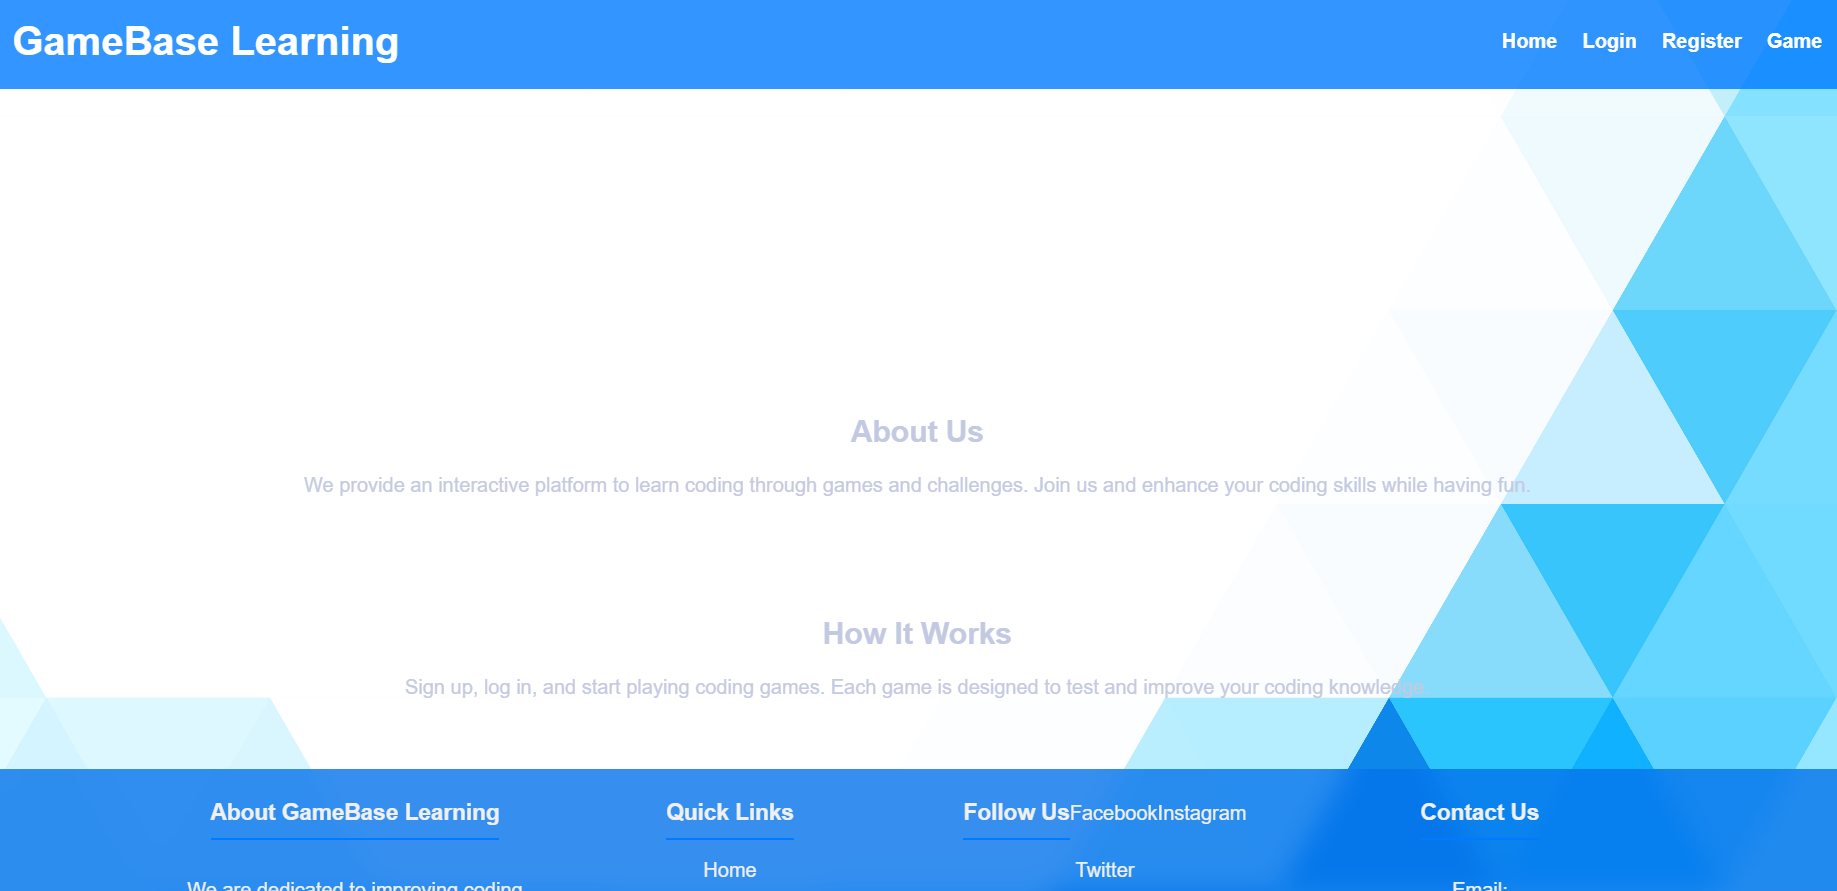 GameBase Learning
Home Login Register Game
About Us
We provide an interactive platform to learn coding through games and challenges. Join us and enhance your coding skills while having fun.
How It Works
Sign up, log in, and start playing coding games. Each game is designed to test and improve your coding knowledge.
About GameBase Learning
We are dedicated to improving coding
Quick Links
Home
Follow UsFacebookInstagram
Twitter
Contact Us
Email: